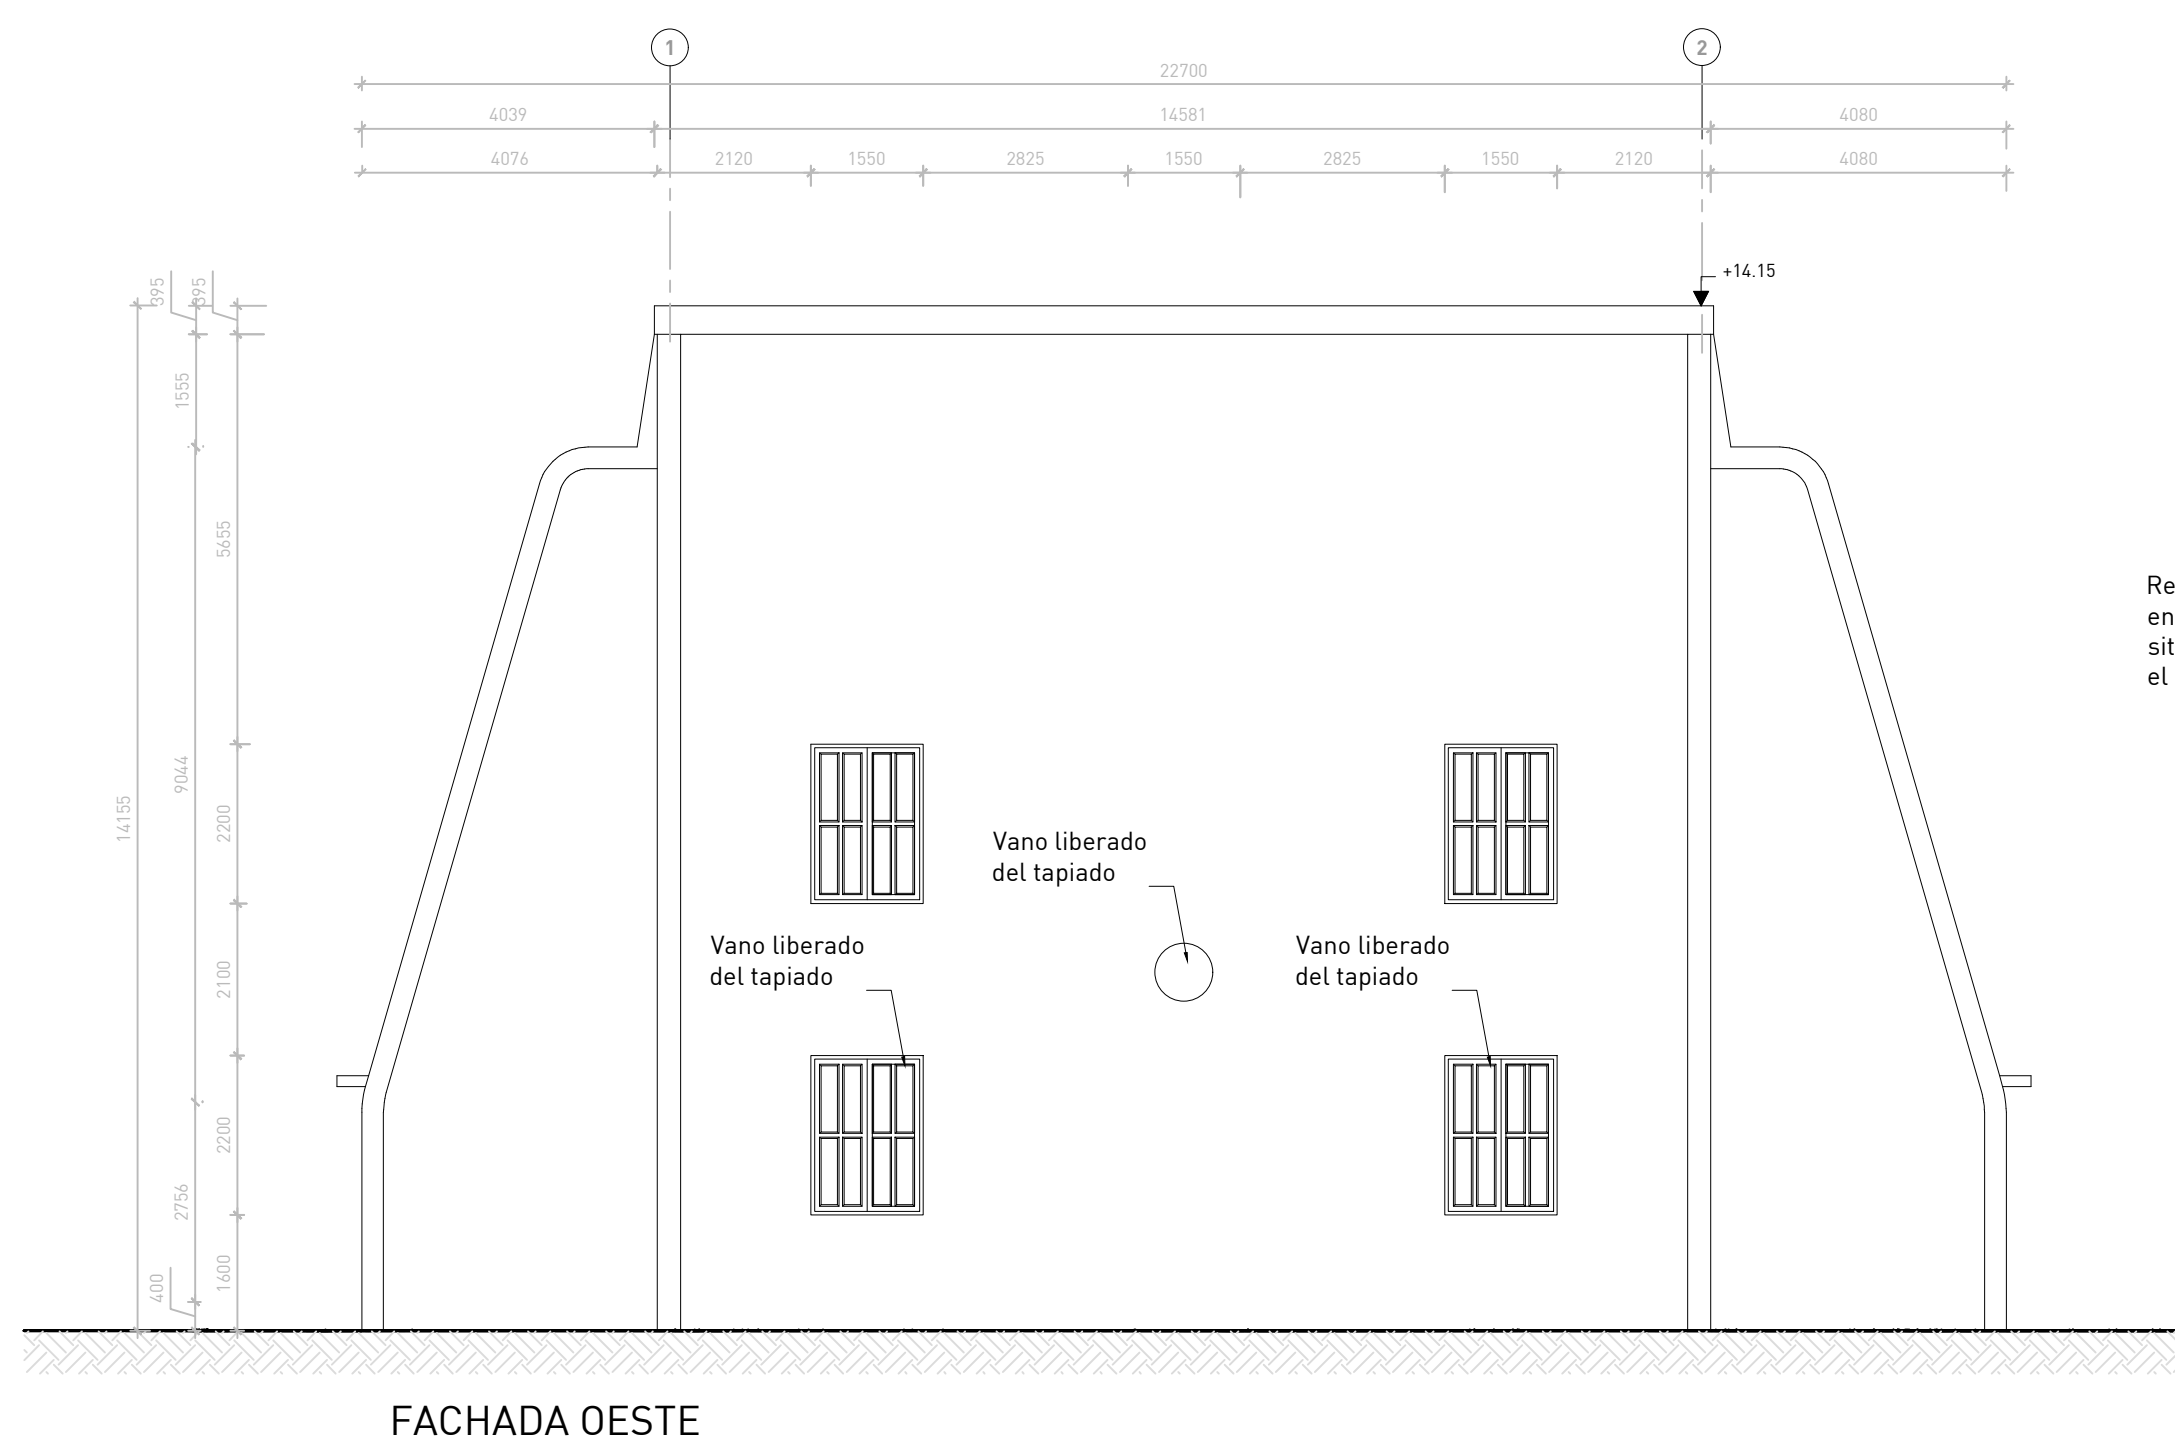 1
2
22700
4039
14581
4080
4076
2120
1550
2825
1550
2825
1550
2120
4080
+14.15
395
395
1555
5655
9044
14155
2200
2100
2200
2756
1600
400
Vano liberado
del tapiado
Vano liberado
del tapiado
Vano liberado
del tapiado
Re
en
sit
el
FACHADA OESTE